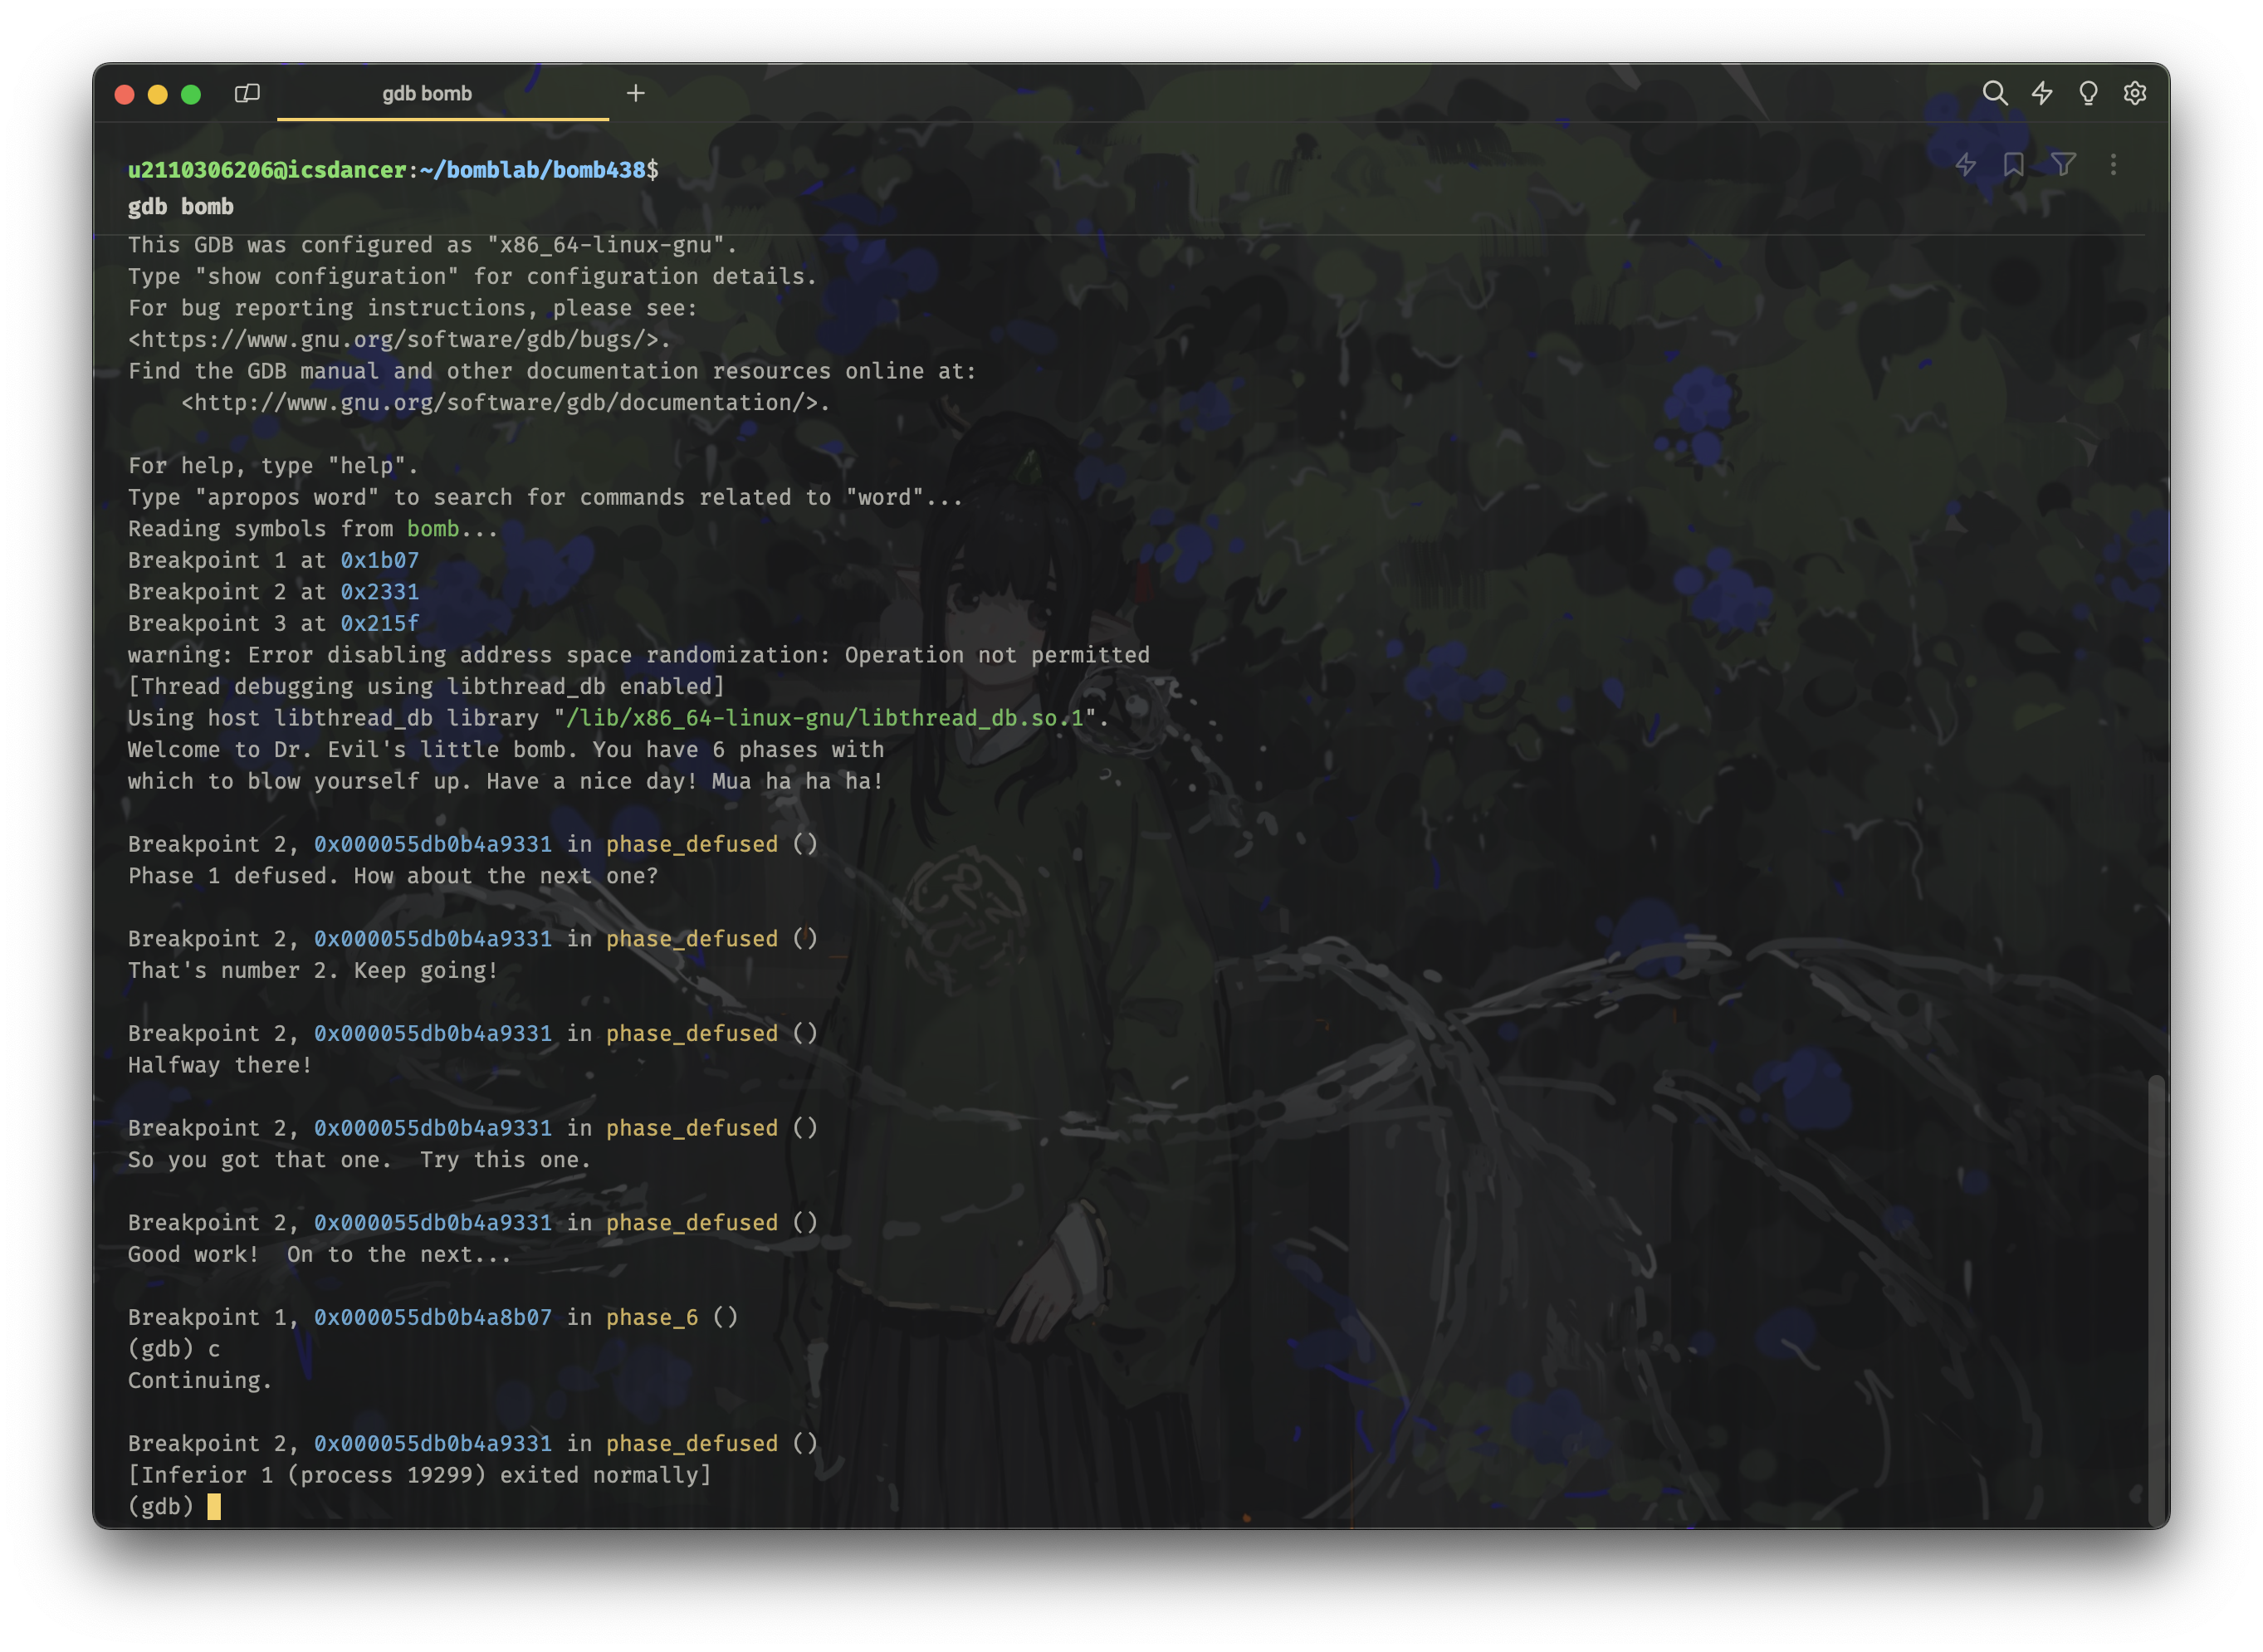 gdb bomb
u2110306206@icsdancer:~/bomblab/bomb438$
gdb bomb
This GDB was configured as "x86_64-linux-gnu".
Type "show configuration" for configuration details.
For bug reporting instructions, please see:
<https://www.gnu.org/software/gdb/bugs/>.
Find the GDB manual and other documentation resources online at:
    <http://www.gnu.org/software/gdb/documentation/>.
For help, type "help".
Type "apropos word" to search for commands related to "word"...
Reading symbols from bomb...
Breakpoint 1 at 0x1b07
Breakpoint 2 at 0x2331
Breakpoint 3 at 0x215f
warning: Error disabling address space randomization: Operation not permitted
[Thread debugging using libthread_db enabled]
Using host libthread_db library "/lib/x86_64-linux-gnu/libthread_db.so.1".
Welcome to Dr. Evil's little bomb. You have 6 phases with
which to blow yourself up. Have a nice day! Mua ha ha ha!
Breakpoint 2, 0x000055db0b4a9331 in phase_defused ()
Phase 1 defused. How about the next one?
Breakpoint 2, 0x000055db0b4a9331 in phase_defused ()
That's number 2. Keep going!
Breakpoint 2, 0x000055db0b4a9331 in phase_defused ()
Halfway there!
Breakpoint 2, 0x000055db0b4a9331 in phase_defused ()
So you got that one.  Try this one.
Breakpoint 2, 0x000055db0b4a9331 in phase_defused ()
Good work!  On to the next...
Breakpoint 1, 0x000055db0b4a8b07 in phase_6 ()
(gdb) c
Continuing.
Breakpoint 2, 0x000055db0b4a9331 in phase_defused ()
[Inferior 1 (process 19299) exited normally]
(gdb)